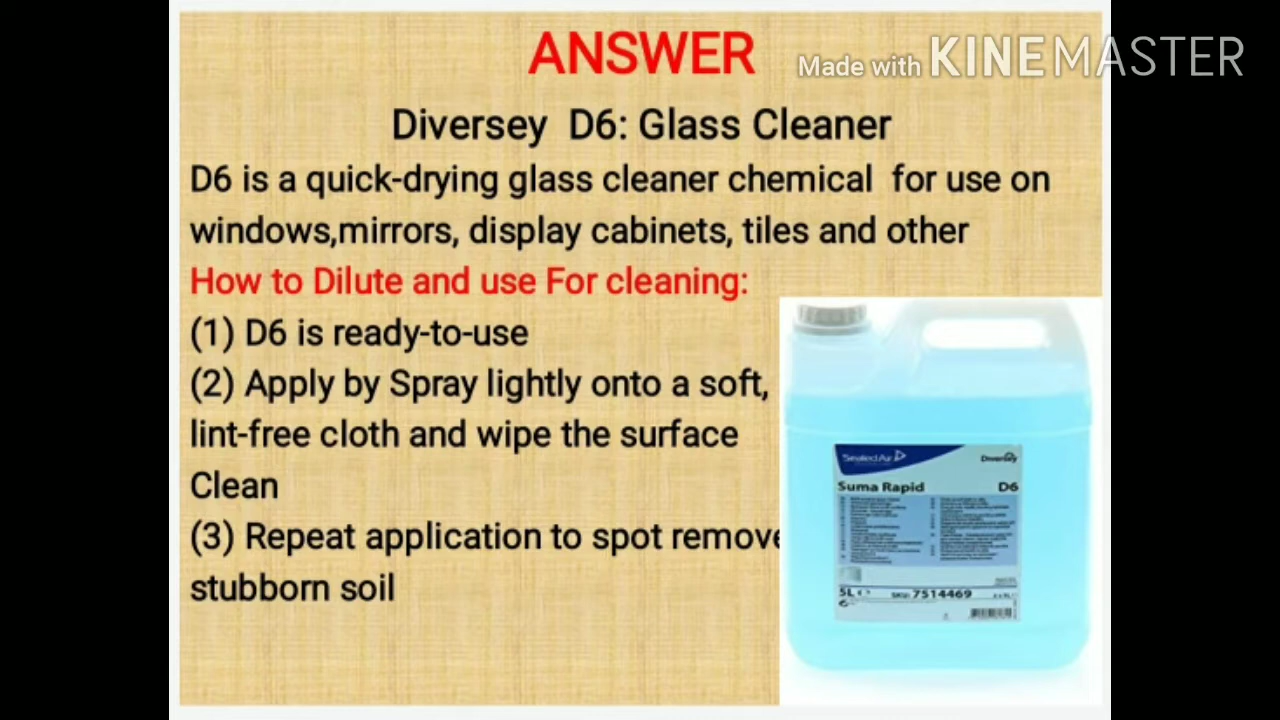 ANSWER
Made with KINEMASTER
Diversey D6: Glass Cleaner
D6 is a quick-drying glass cleaner chemical for use on
windows,mirrors, display cabinets, tiles and other
How to Dilute and use For cleaning:
(1) D6 is ready-to-use
(2) Apply by Spray lightly onto a soft,
lint-free cloth and wipe the surface
Clean
(3) Repeat application to spot remove
stubborn soil
Sealed Air
Diversey
Suma Rapid D6
5L
SKU: 7514469